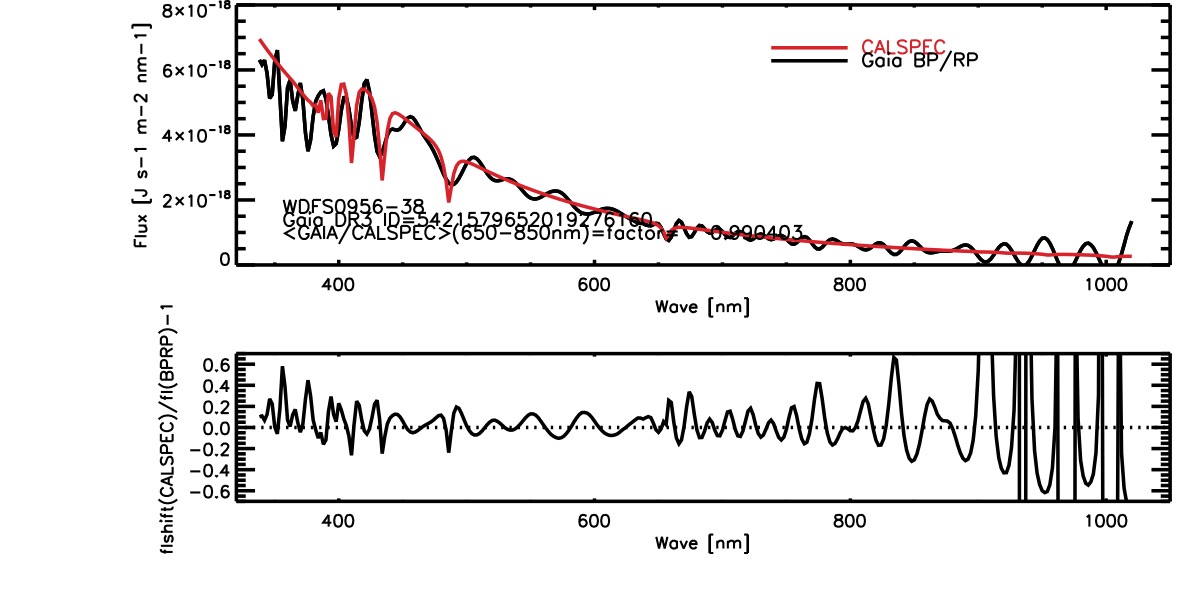 8×10⁻¹⁸
6×10⁻¹⁸
4×10⁻¹⁸
2×10⁻¹⁸
0
Flux [J s−1 m−2 nm−1]
CALSPEC
Gaia BP/RP
WDFS0956−38
Gaia DR3 ID=5421579652019276160
<GAIA/CALSPEC>(650−850nm)=factor= 0.990403
400 600 800 1000
Wave [nm]
flshift(CALSPEC)/fl(BPRP)−1
0.6
0.4
0.2
0.0
−0.2
−0.4
−0.6
400 600 800 1000
Wave [nm]